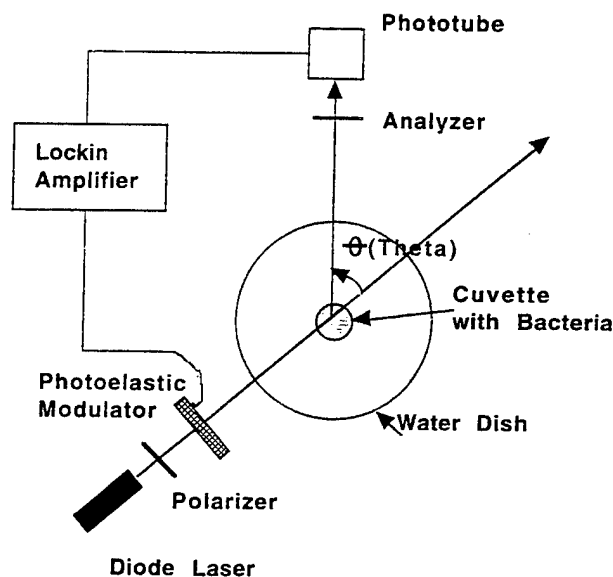 Phototube
Analyzer
Lockin
Amplifier
θ(Theta)
Cuvette
with Bacteria
Photoelastic
Modulator
Water Dish
Polarizer
Diode Laser